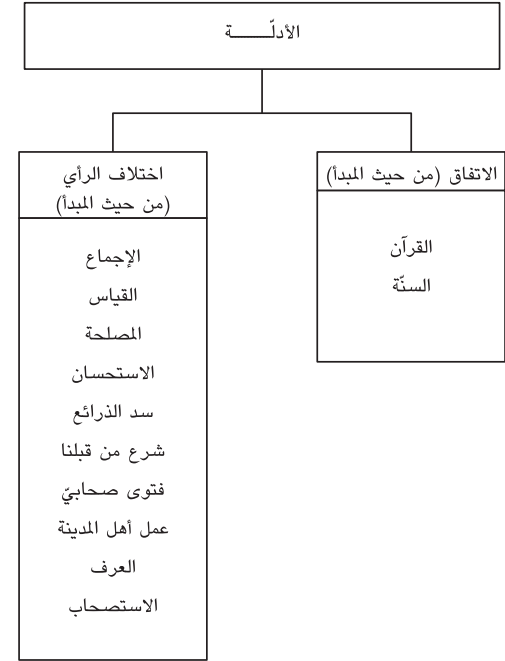 الأدلّـــــة
الاتفاق (من حيث المبدأ)
القرآن
السنّة
اختلاف الرأي
(من حيث المبدأ)
الإجماع
القياس
المصلحة
الاستحسان
سد الذرائع
شرع من قبلنا
فتوى صحابيّ
عمل أهل المدينة
العرف
الاستصحاب